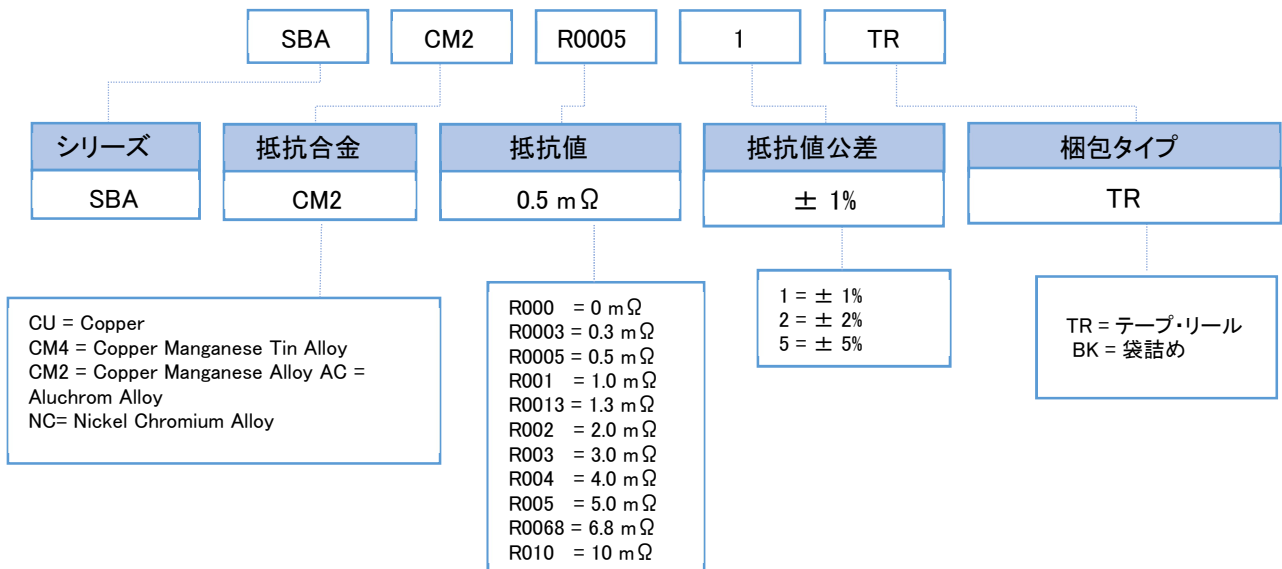 SBA CM2 R0005 1 TR
シリーズ 抵抗合金 抵抗値 抵抗値公差 梱包タイプ
SBA CM2 0.5 mΩ ± 1% TR
CU = Copper
CM4 = Copper Manganese Tin Alloy
CM2 = Copper Manganese Alloy AC =
Aluchrom Alloy
NC= Nickel Chromium Alloy
R000 = 0 mΩ
R0003 = 0.3 mΩ
R0005 = 0.5 mΩ
R001 = 1.0 mΩ
R0013 = 1.3 mΩ
R002 = 2.0 mΩ
R003 = 3.0 mΩ
R004 = 4.0 mΩ
R005 = 5.0 mΩ
R0068 = 6.8 mΩ
R010 = 10 mΩ
1 = ± 1%
2 = ± 2%
5 = ± 5%
TR = テープ・リール
BK = 袋詰め